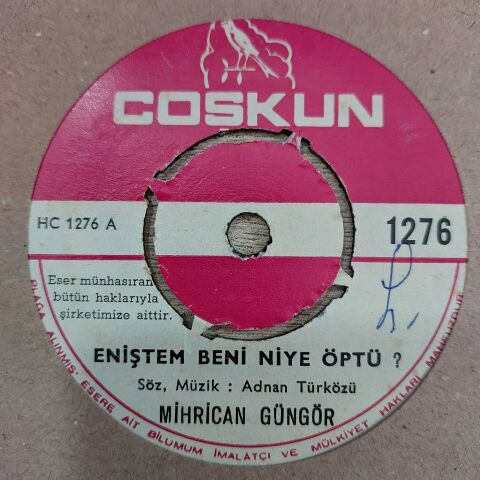 COSKUN
HC 1276 A
1276
Eser münhasıran
bütün haklarıyla
şirketimize aittir.
L.
ENİŞTEM BENİ NİYE ÖPTÜ ?
Söz, Müzik : Adnan Türközü
MİHRİCAN GÜNGÖR
PLAĞA ALINMIŞ ESERE AİT BİLUMUM İMALATÇI VE MÜLKİYET HAKLARI MAHFUZDUR